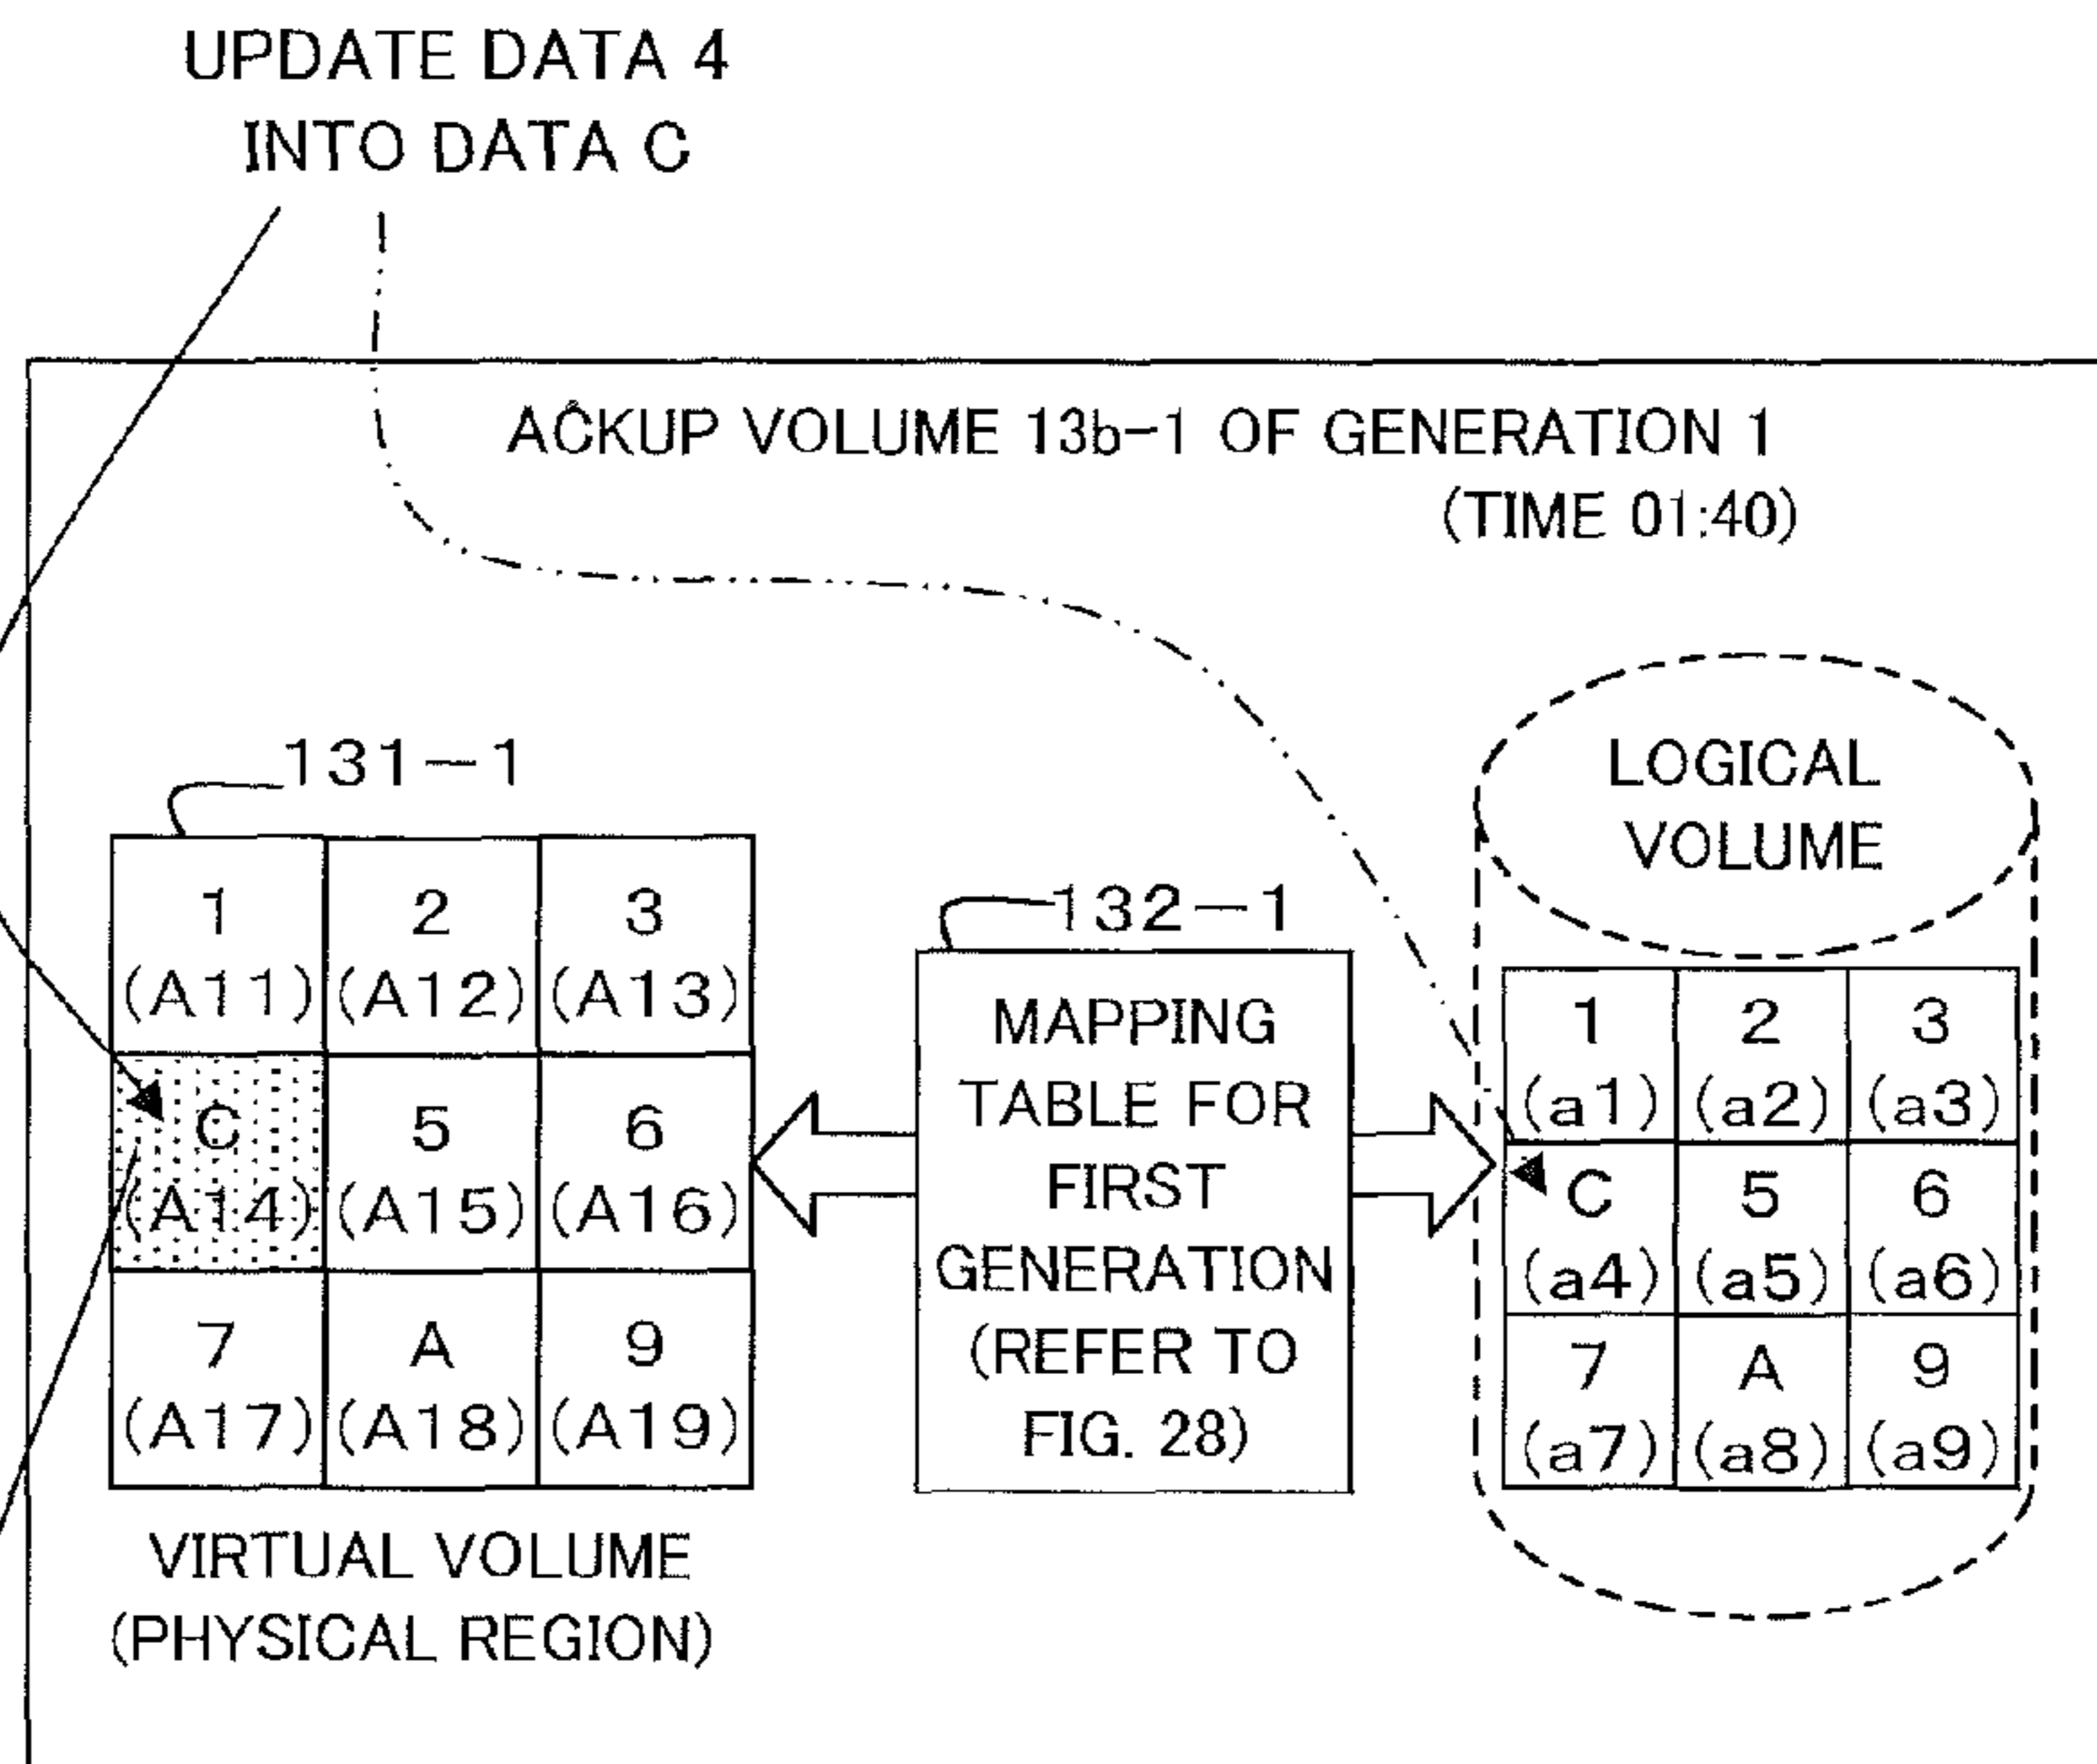 UPDATE DATA 4
INTO DATA C
ACKUP VOLUME 13b-1 OF GENERATION 1
(TIME 01:40)
131-1
1 2 3
(A11) (A12) (A13)
C 5 6
(A14) (A15) (A16)
7 A 9
(A17) (A18) (A19)
VIRTUAL VOLUME
(PHYSICAL REGION)
132-1
MAPPING
TABLE FOR
FIRST
GENERATION
(REFER TO
FIG. 28)
LOGICAL
VOLUME
1 2 3
(a1) (a2) (a3)
C 5 6
(a4) (a5) (a6)
7 A 9
(a7) (a8) (a9)